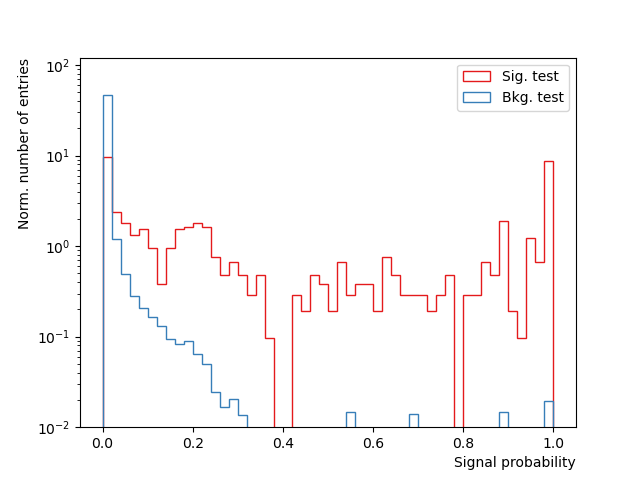 Norm. number of entries
10²
10¹
10⁰
10⁻¹
10⁻²
Sig. test
Bkg. test
0.0 0.2 0.4 0.6 0.8 1.0
Signal probability